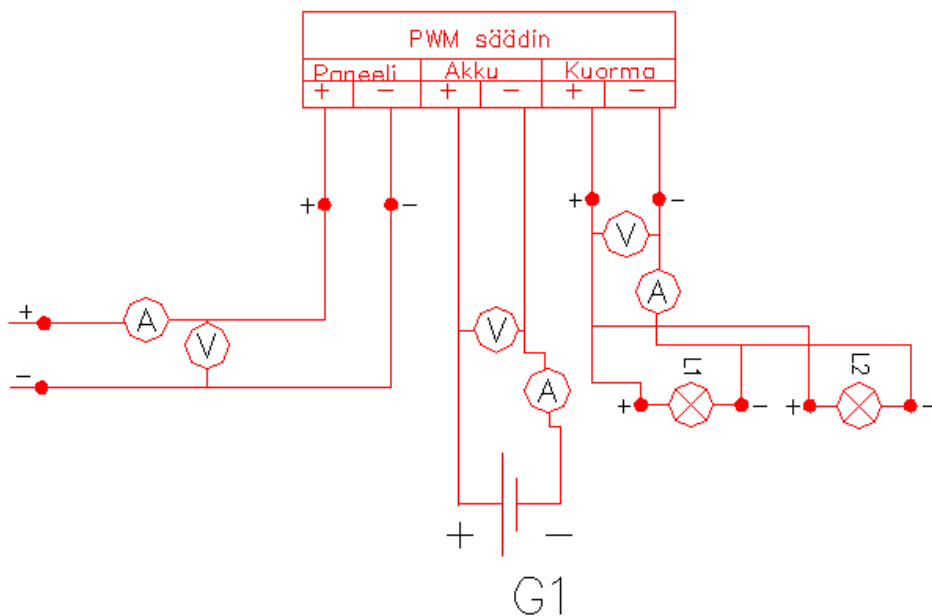 PWM säädin
Paneeli Akku Kuorma
+ − + − + −
+ − + −
V
A
+ A
V
V
−
L1 L2
A
+ − + −
+ −
G1